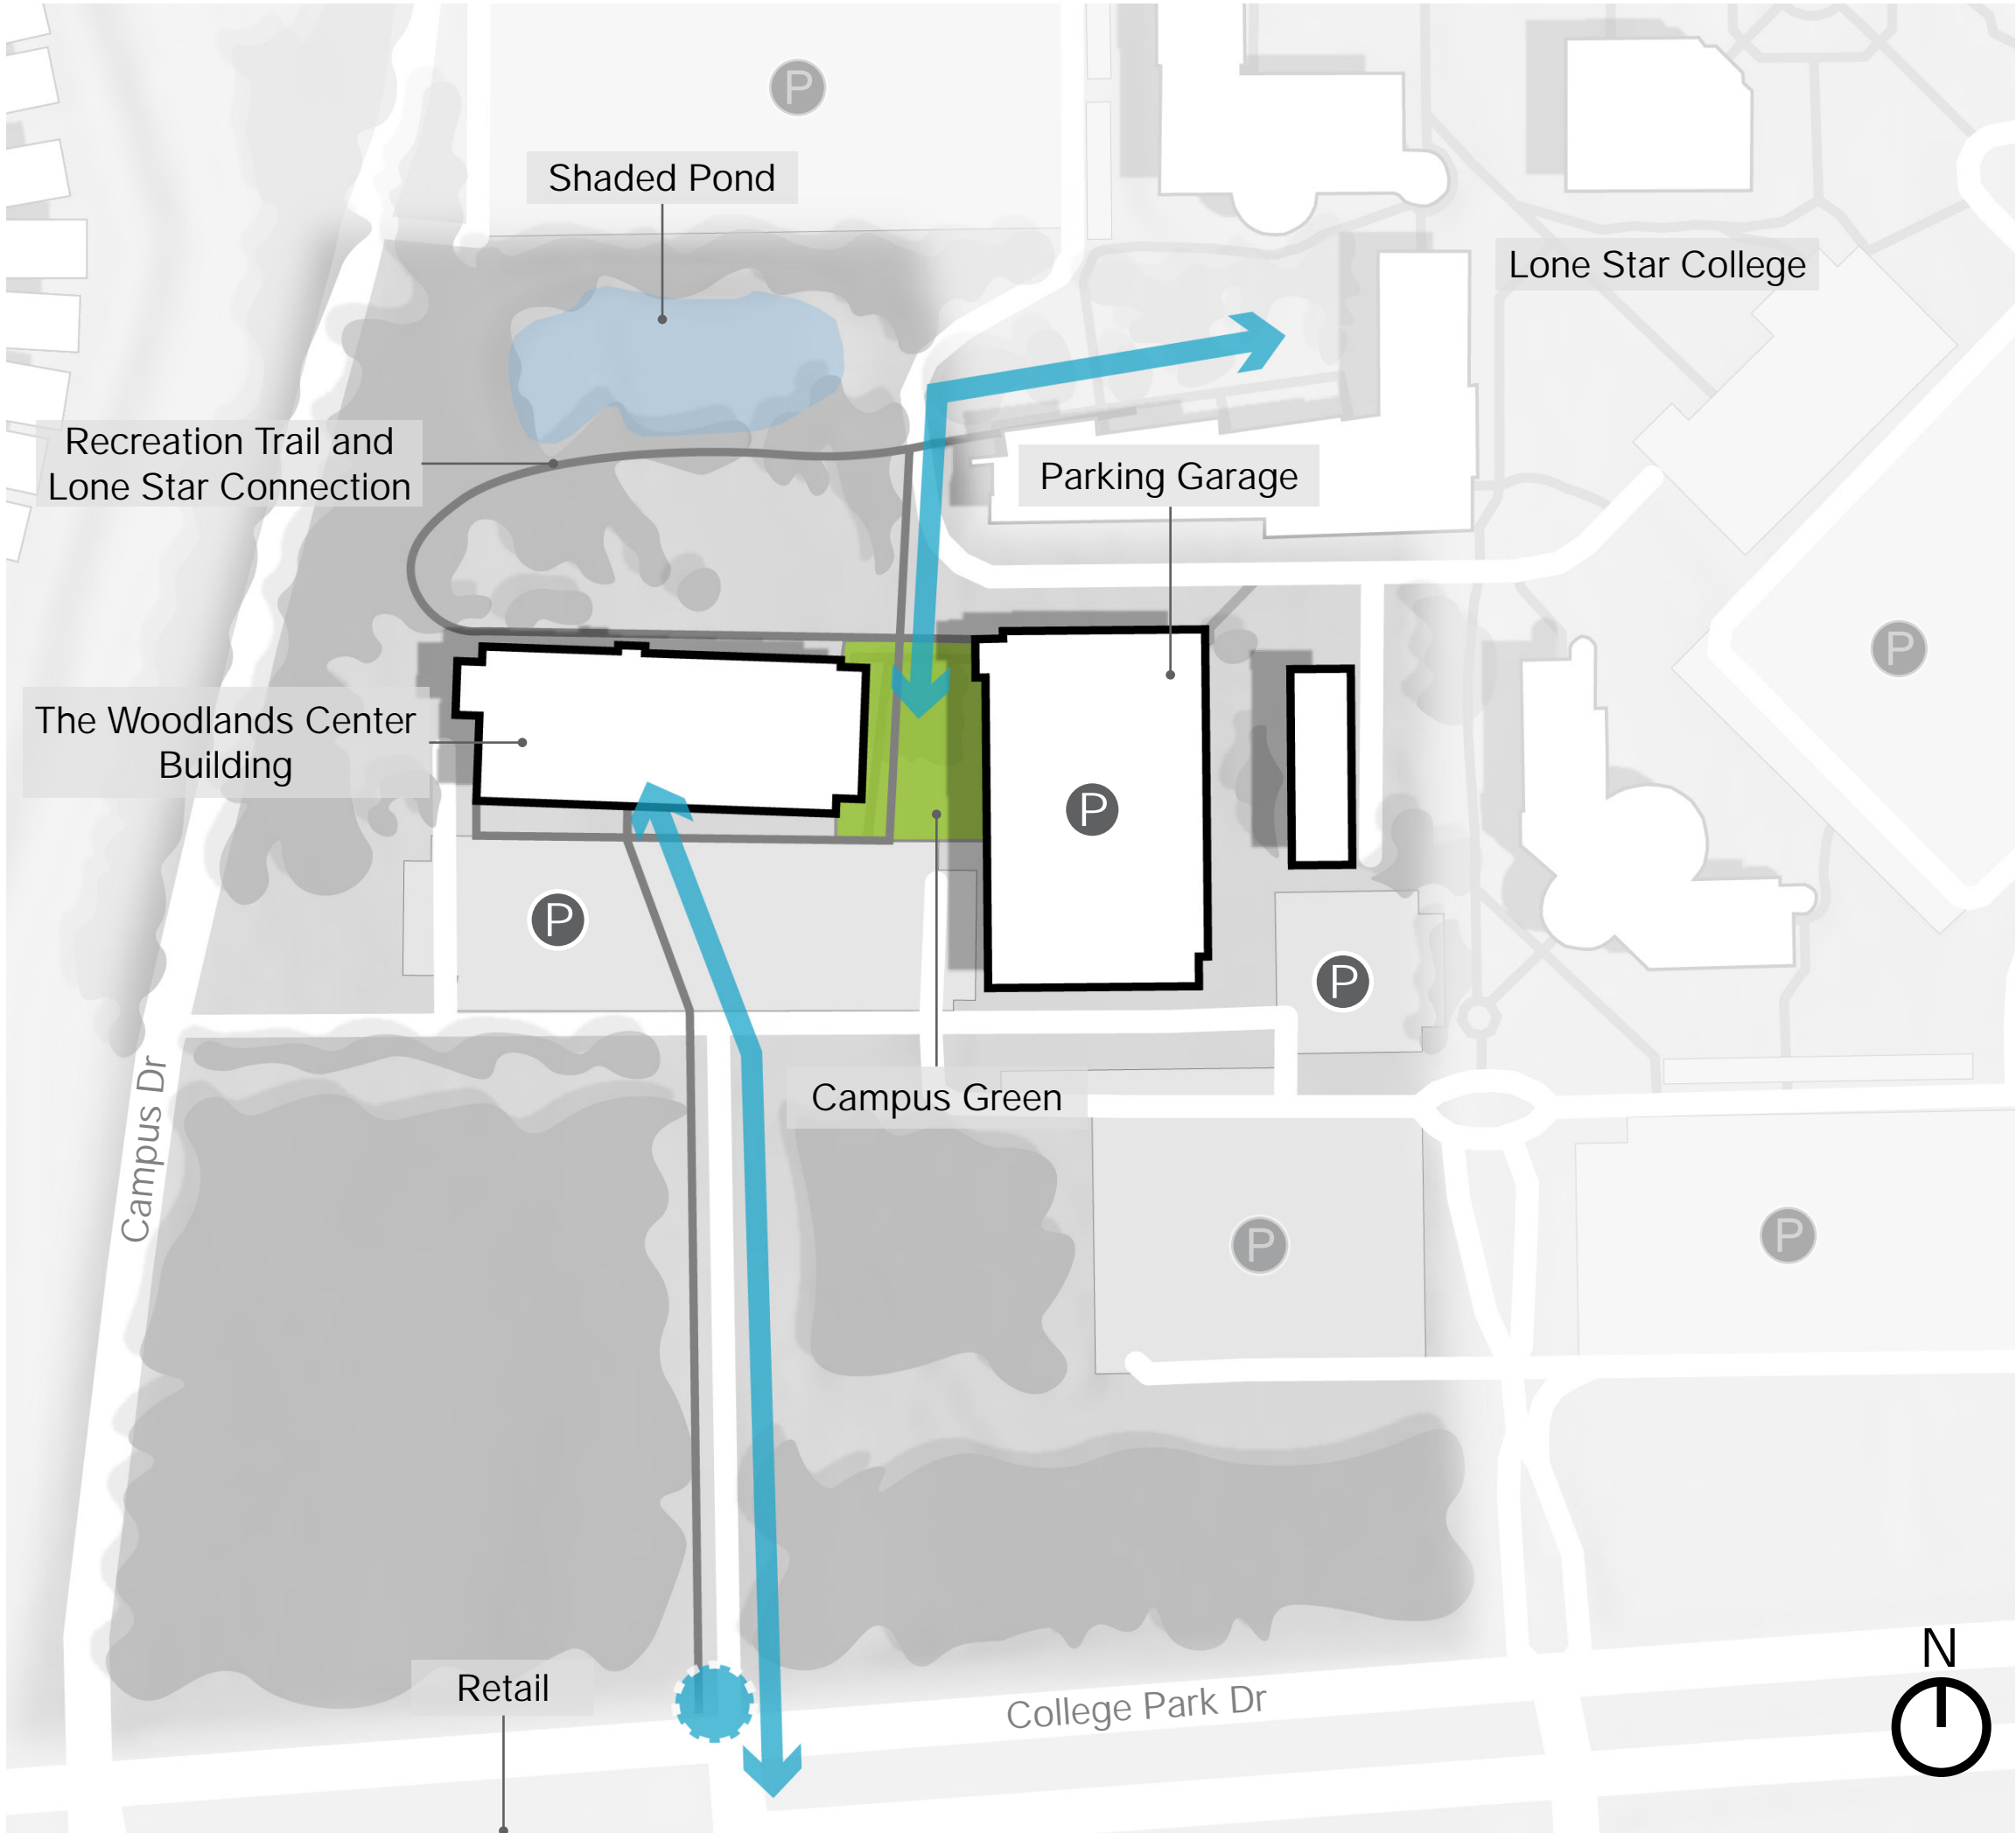 P
Shaded Pond
Lone Star College
Recreation Trail and
Lone Star Connection
Parking Garage
P
The Woodlands Center
Building
P
P
P
Campus Green
Campus Dr
P
P
N
Retail
College Park Dr